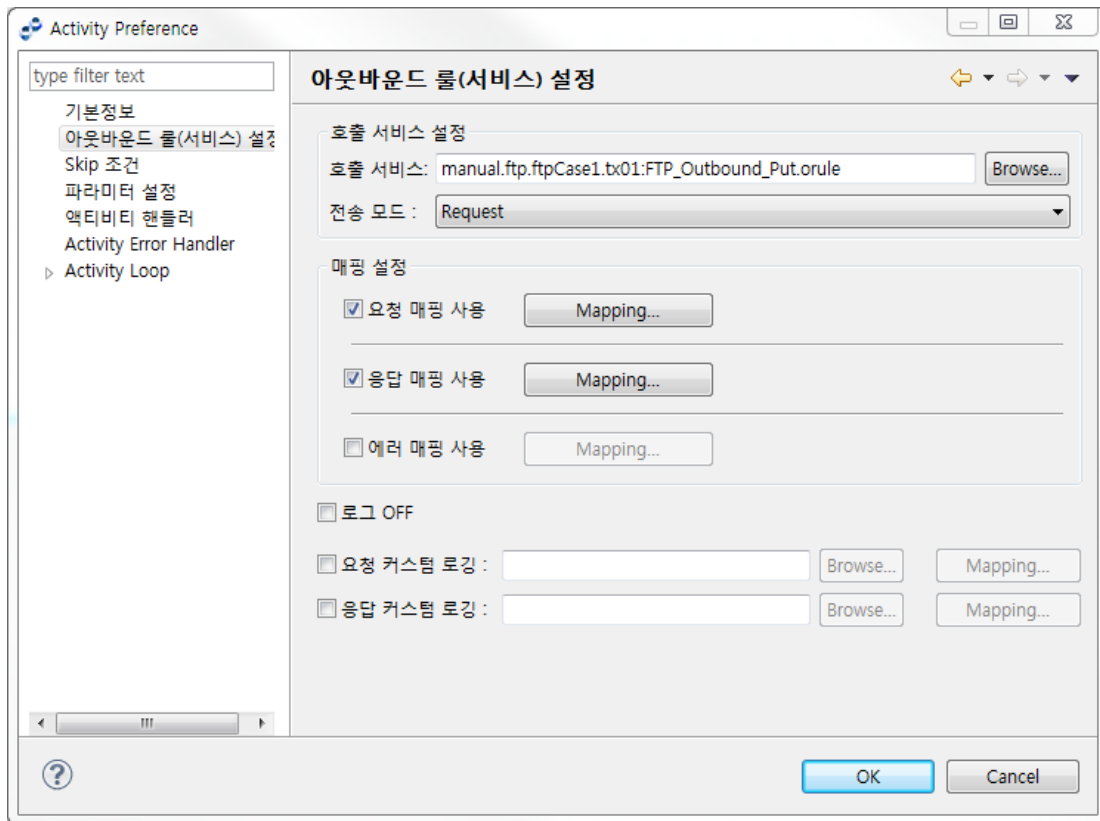 Activity Preference
type filter text
기본정보
아웃바운드 룰(서비스) 설정
Skip 조건
파라미터 설정
액티비티 핸들러
Activity Error Handler
Activity Loop
아웃바운드 룰(서비스) 설정
호출 서비스 설정
호출 서비스: manual.ftp.ftpCase1.tx01:FTP_Outbound_Put.orule Browse...
전송 모드 : Request
매핑 설정
요청 매핑 사용 Mapping...
응답 매핑 사용 Mapping...
에러 매핑 사용 Mapping...
로그 OFF
요청 커스텀 로깅 : Browse... Mapping...
응답 커스텀 로깅 : Browse... Mapping...
OK Cancel